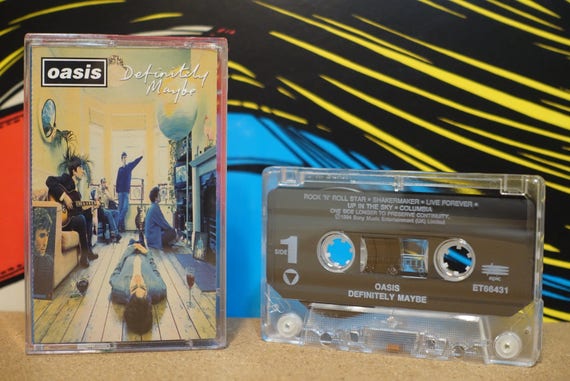 oasis
Definitely
Maybe
ROCK 'N' ROLL STAR • SHAKERMAKER • LIVE FOREVER •
UP IN THE SKY • COLUMBIA
ONE SIDE LONGER TO PRESERVE CONTINUITY.
℗1994 Sony Music Entertainment (UK) Limited
SIDE 1
epic
OASIS
DEFINITELY MAYBE
ET66431